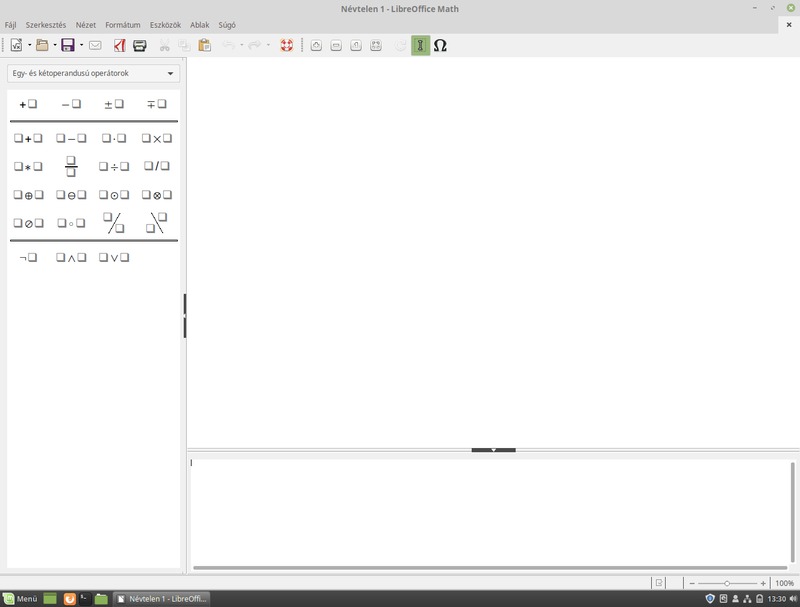 Névtelen 1 - LibreOffice Math
Fájl Szerkesztés Nézet Formátum Eszközök Ablak Súgó
Egy- és kétoperandusú operátorok
100%
Menü Névtelen 1 - LibreOffi... 13:30